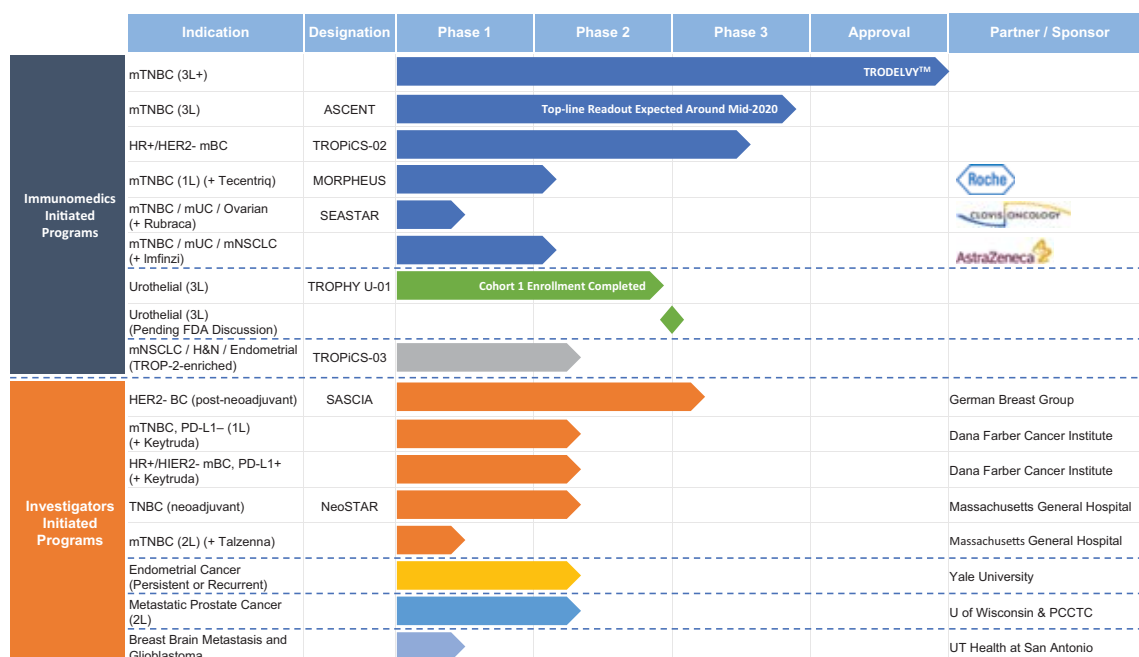 Indication Designation Phase 1 Phase 2 Phase 3 Approval Partner / Sponsor
Immunomedics
Initiated
Programs
mTNBC (3L+) TRODELVY™
mTNBC (3L) ASCENT Top-line Readout Expected Around Mid-2020
HR+/HER2- mBC TROPiCS-02
mTNBC (1L) (+ Tecentriq) MORPHEUS Roche
mTNBC / mUC / Ovarian
(+ Rubraca) SEASTAR CLOVIS ONCOLOGY
mTNBC / mUC / mNSCLC
(+ Imfinzi) AstraZeneca
Urothelial (3L) TROPHY U-01 Cohort 1 Enrollment Completed
Urothelial (3L)
(Pending FDA Discussion)
mNSCLC / H&N / Endometrial
(TROP-2-enriched) TROPiCS-03
Investigators
Initiated
Programs
HER2- BC (post-neoadjuvant) SASCIA German Breast Group
mTNBC, PD-L1– (1L)
(+ Keytruda) Dana Farber Cancer Institute
HR+/HIER2- mBC, PD-L1+
(+ Keytruda) Dana Farber Cancer Institute
TNBC (neoadjuvant) NeoSTAR Massachusetts General Hospital
mTNBC (2L) (+ Talzenna) Massachusetts General Hospital
Endometrial Cancer
(Persistent or Recurrent) Yale University
Metastatic Prostate Cancer
(2L) U of Wisconsin & PCCTC
Breast Brain Metastasis and
Glioblastoma UT Health at San Antonio